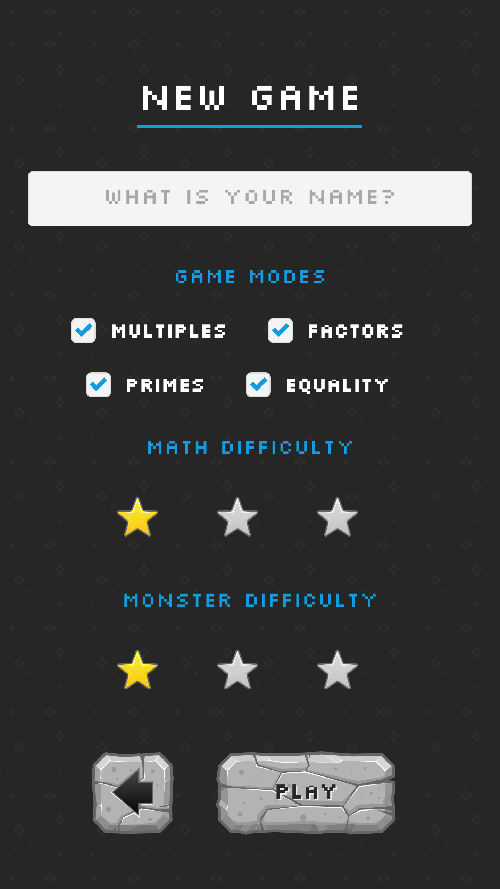 NEW GAME
WHAT IS YOUR NAME?
GAME MODES
MULTIPLES FACTORS
PRIMES EQUALITY
MATH DIFFICULTY
MONSTER DIFFICULTY
PLAY